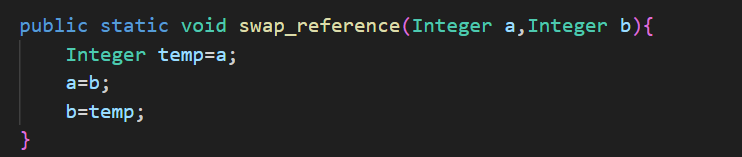 public static void swap_reference(Integer a,Integer b){
Integer temp=a;
a=b;
b=temp;
}